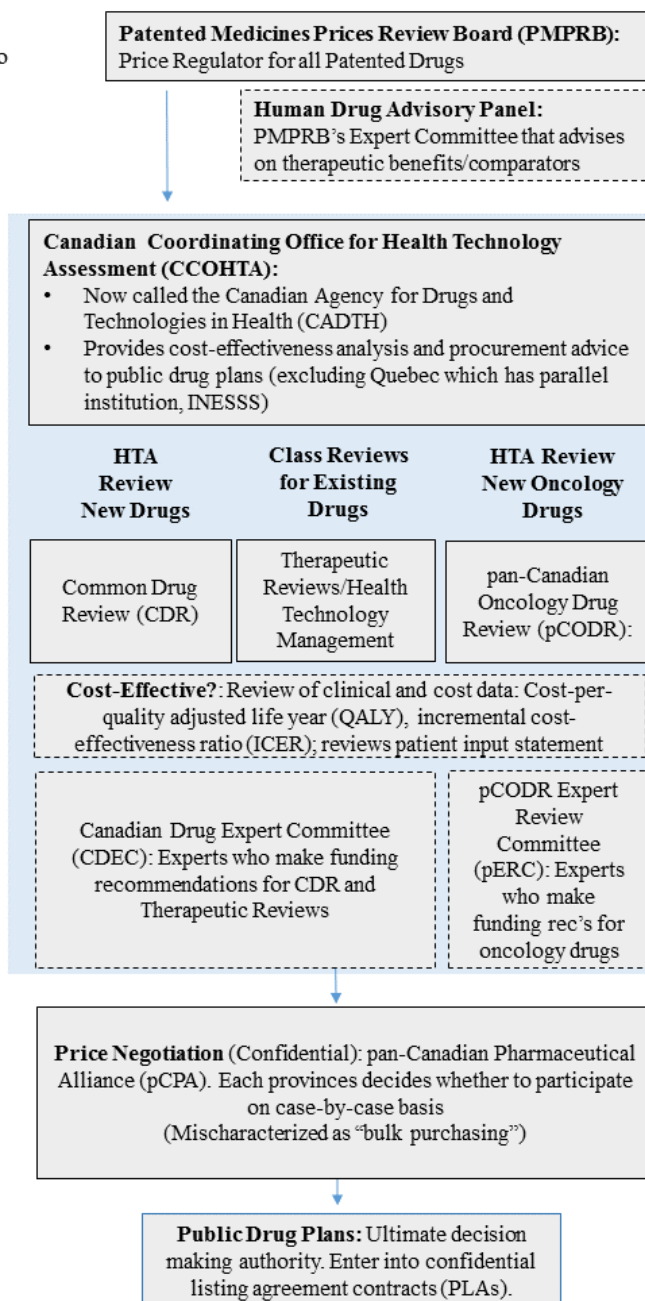 o
Patented Medicines Prices Review Board (PMPRB):
Price Regulator for all Patented Drugs
Human Drug Advisory Panel:
PMPRB's Expert Committee that advises
on therapeutic benefits/comparators
Canadian Coordinating Office for Health Technology
Assessment (CCOHTA):
• Now called the Canadian Agency for Drugs and
Technologies in Health (CADTH)
• Provides cost-effectiveness analysis and procurement advice
to public drug plans (excluding Quebec which has parallel
institution, INESSS)
HTA
Review
New Drugs
Class Reviews
for Existing
Drugs
HTA Review
New Oncology
Drugs
Common Drug
Review (CDR)
Therapeutic
Reviews/Health
Technology
Management
pan-Canadian
Oncology Drug
Review (pCODR):
Cost-Effective?: Review of clinical and cost data: Cost-per-
quality adjusted life year (QALY), incremental cost-
effectiveness ratio (ICER); reviews patient input statement
Canadian Drug Expert Committee
(CDEC): Experts who make funding
recommendations for CDR and
Therapeutic Reviews
pCODR Expert
Review
Committee
(pERC): Experts
who make
funding rec's for
oncology drugs
Price Negotiation (Confidential): pan-Canadian Pharmaceutical
Alliance (pCPA). Each provinces decides whether to participate
on case-by-case basis
(Mischaracterized as "bulk purchasing")
Public Drug Plans: Ultimate decision
making authority. Enter into confidential
listing agreement contracts (PLAs).